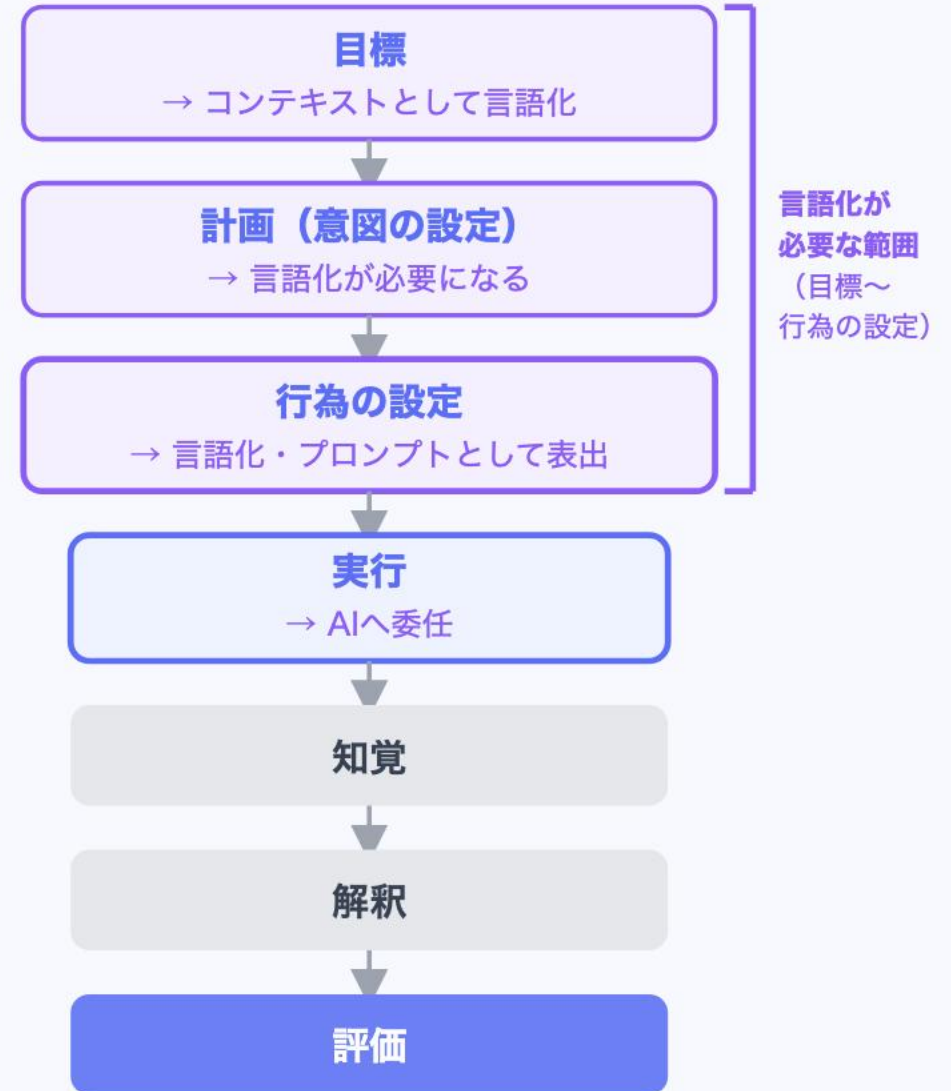 目標
→ コンテキストとして言語化
計画（意図の設定）
→ 言語化が必要になる
行為の設定
→ 言語化・プロンプトとして表出
言語化が
必要な範囲
（目標〜
行為の設定）
実行
→ AIへ委任
知覚
解釈
評価